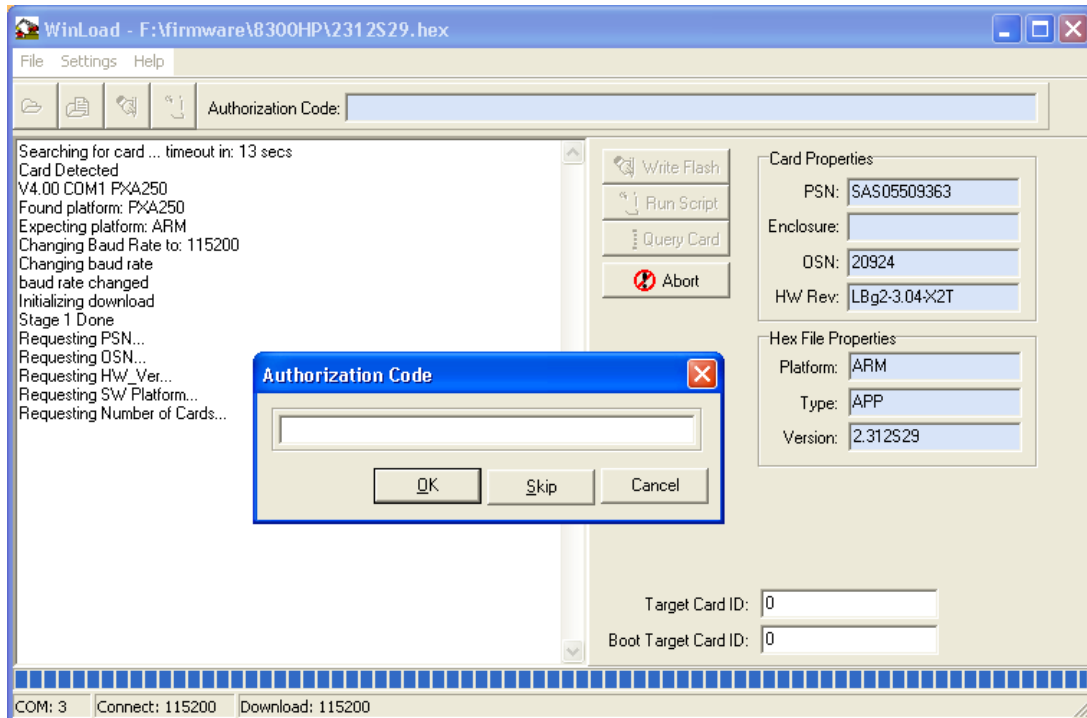 WinLoad - F:\firmware\8300HP\2312S29.hex
File Settings Help
Authorization Code:
Searching for card ... timeout in: 13 secs
Card Detected
V4.00 COM1 PXA250
Found platform: PXA250
Expecting platform: ARM
Changing Baud Rate to: 115200
Changing baud rate
baud rate changed
Initializing download
Stage 1 Done
Requesting PSN...
Requesting OSN...
Requesting HW_Ver...
Requesting SW Platform...
Requesting Number of Cards...
Write Flash
Run Script
Query Card
Abort
Card Properties
PSN: SAS05509363
Enclosure:
OSN: 20924
HW Rev: LBg2-3.04-X2T
Hex File Properties
Platform: ARM
Type: APP
Version: 2.312S29
Authorization Code
OK Skip Cancel
Target Card ID: 0
Boot Target Card ID: 0
COM: 3 Connect: 115200 Download: 115200